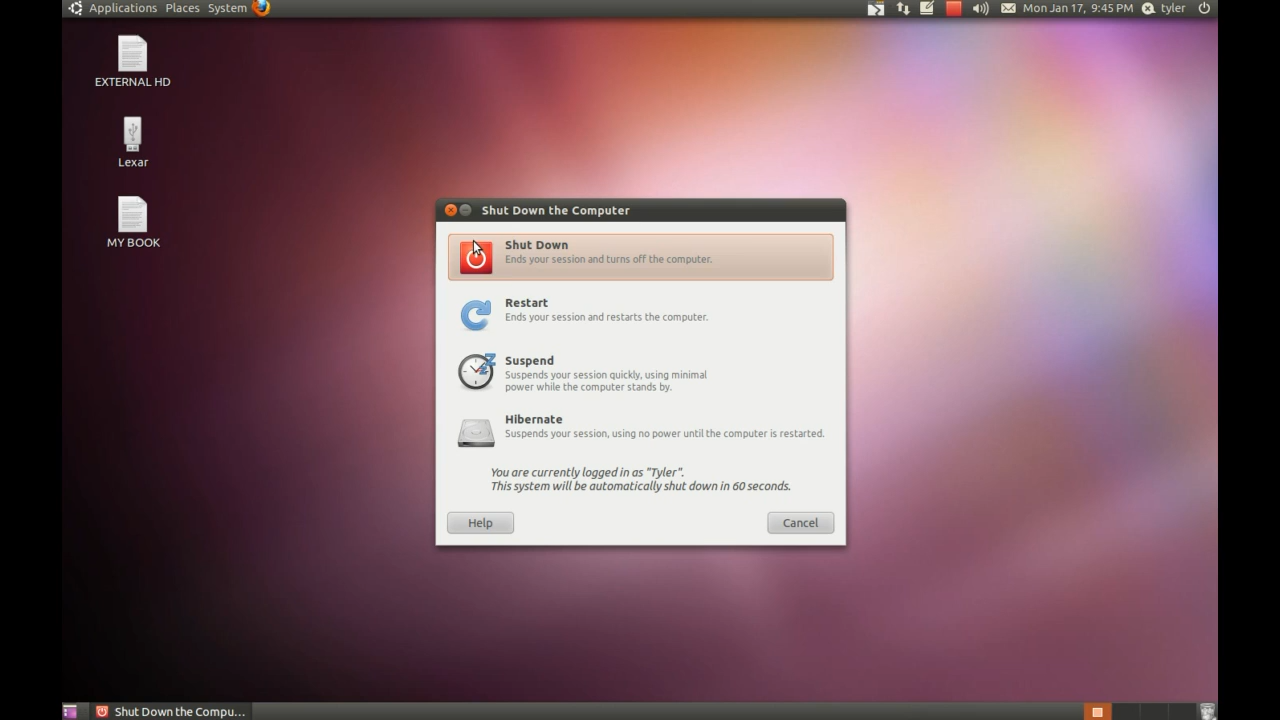 Applications Places System
Mon Jan 17, 9:45 PM tyler
EXTERNAL HD
Lexar
MY BOOK
Shut Down the Computer
Shut Down
Ends your session and turns off the computer.
Restart
Ends your session and restarts the computer.
Suspend
Suspends your session quickly, using minimal
power while the computer stands by.
Hibernate
Suspends your session, using no power until the computer is restarted.
You are currently logged in as "Tyler".
This system will be automatically shut down in 60 seconds.
Help Cancel
Shut Down the Compu...